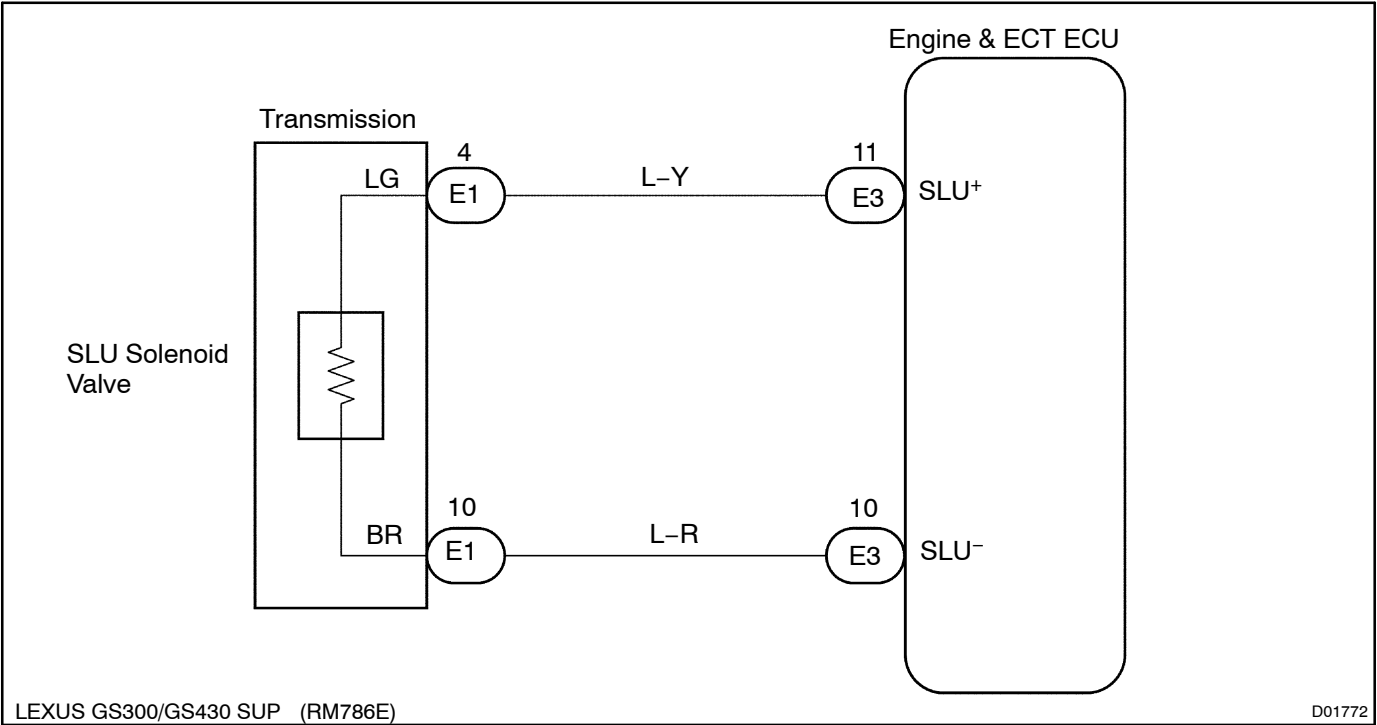 Engine & ECT ECU
Transmission
4
11
LG
E1
L−Y
E3
SLU+
SLU Solenoid
Valve
10
10
BR
E1
L−R
E3
SLU−
LEXUS GS300/GS430 SUP (RM786E)
D01772